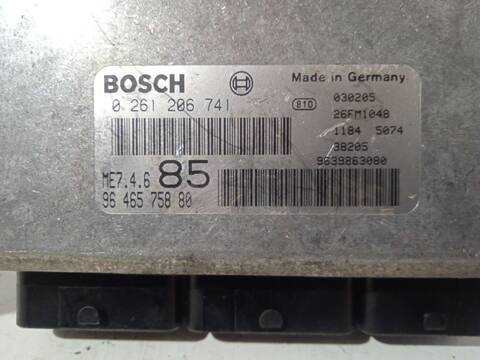 BOSCH
Made in Germany
0 261 206 741
810
030205
26FM1048
1184 5074
38205
9639863080
ME7.4.6 85
96 465 758 80